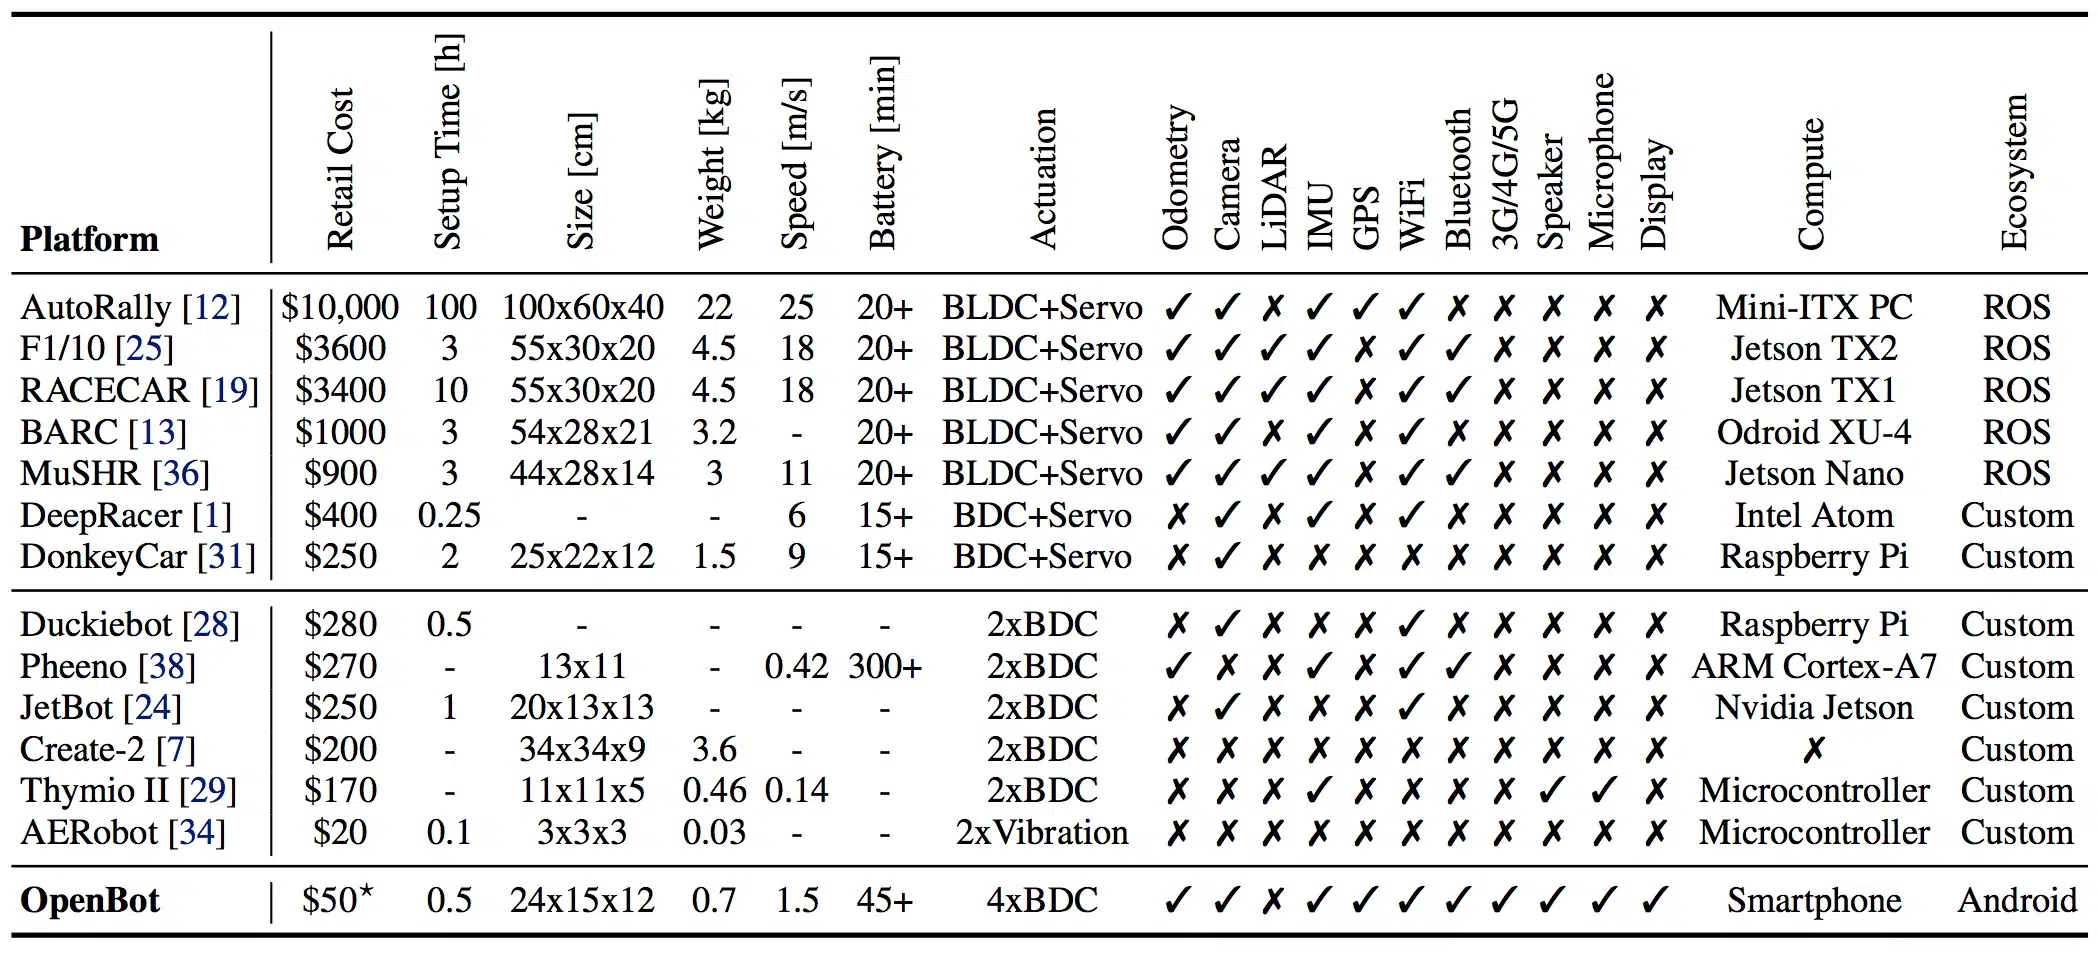 Platform Retail Cost Setup Time [h] Size [cm] Weight [kg] Speed [m/s] Battery [min] Actuation Odometry Camera LiDAR IMU GPS WiFi Bluetooth 3G/4G/5G Speaker Microphone Display Compute Ecosystem
AutoRally [12] $10,000 100 100x60x40 22 25 20+ BLDC+Servo ✓ ✓ ✗ ✓ ✓ ✓ ✗ ✗ ✗ ✗ ✗ Mini-ITX PC ROS
F1/10 [25] $3600 3 55x30x20 4.5 18 20+ BLDC+Servo ✓ ✓ ✓ ✓ ✗ ✓ ✓ ✗ ✗ ✗ ✗ Jetson TX2 ROS
RACECAR [19] $3400 10 55x30x20 4.5 18 20+ BLDC+Servo ✓ ✓ ✓ ✓ ✗ ✓ ✓ ✗ ✗ ✗ ✗ Jetson TX1 ROS
BARC [13] $1000 3 54x28x21 3.2 - 20+ BLDC+Servo ✓ ✓ ✗ ✓ ✗ ✓ ✗ ✗ ✗ ✗ ✗ Odroid XU-4 ROS
MuSHR [36] $900 3 44x28x14 3 11 20+ BLDC+Servo ✓ ✓ ✓ ✓ ✗ ✓ ✓ ✗ ✗ ✗ ✗ Jetson Nano ROS
DeepRacer [1] $400 0.25 - - 6 15+ BDC+Servo ✗ ✓ ✗ ✓ ✗ ✓ ✗ ✗ ✗ ✗ ✗ Intel Atom Custom
DonkeyCar [31] $250 2 25x22x12 1.5 9 15+ BDC+Servo ✗ ✓ ✗ ✗ ✗ ✗ ✗ ✗ ✗ ✗ ✗ Raspberry Pi Custom
Duckiebot [28] $280 0.5 - - - - 2xBDC ✗ ✓ ✗ ✗ ✗ ✓ ✗ ✗ ✗ ✗ ✗ Raspberry Pi Custom
Pheeno [38] $270 - 13x11 - 0.42 300+ 2xBDC ✓ ✗ ✗ ✓ ✗ ✓ ✓ ✗ ✗ ✗ ✗ ARM Cortex-A7 Custom
JetBot [24] $250 1 20x13x13 - - - 2xBDC ✗ ✓ ✗ ✗ ✗ ✓ ✗ ✗ ✗ ✗ ✗ Nvidia Jetson Custom
Create-2 [7] $200 - 34x34x9 3.6 - - 2xBDC ✗ ✗ ✗ ✗ ✗ ✗ ✗ ✗ ✗ ✗ ✗ ✗ Custom
Thymio II [29] $170 - 11x11x5 0.46 0.14 - 2xBDC ✗ ✗ ✗ ✓ ✗ ✗ ✗ ✗ ✓ ✓ ✗ Microcontroller Custom
AERobot [34] $20 0.1 3x3x3 0.03 - - 2xVibration ✗ ✗ ✗ ✗ ✗ ✗ ✗ ✗ ✗ ✗ ✗ Microcontroller Custom
OpenBot $50⋆ 0.5 24x15x12 0.7 1.5 45+ 4xBDC ✓ ✓ ✗ ✓ ✓ ✓ ✓ ✓ ✓ ✓ ✓ Smartphone Android